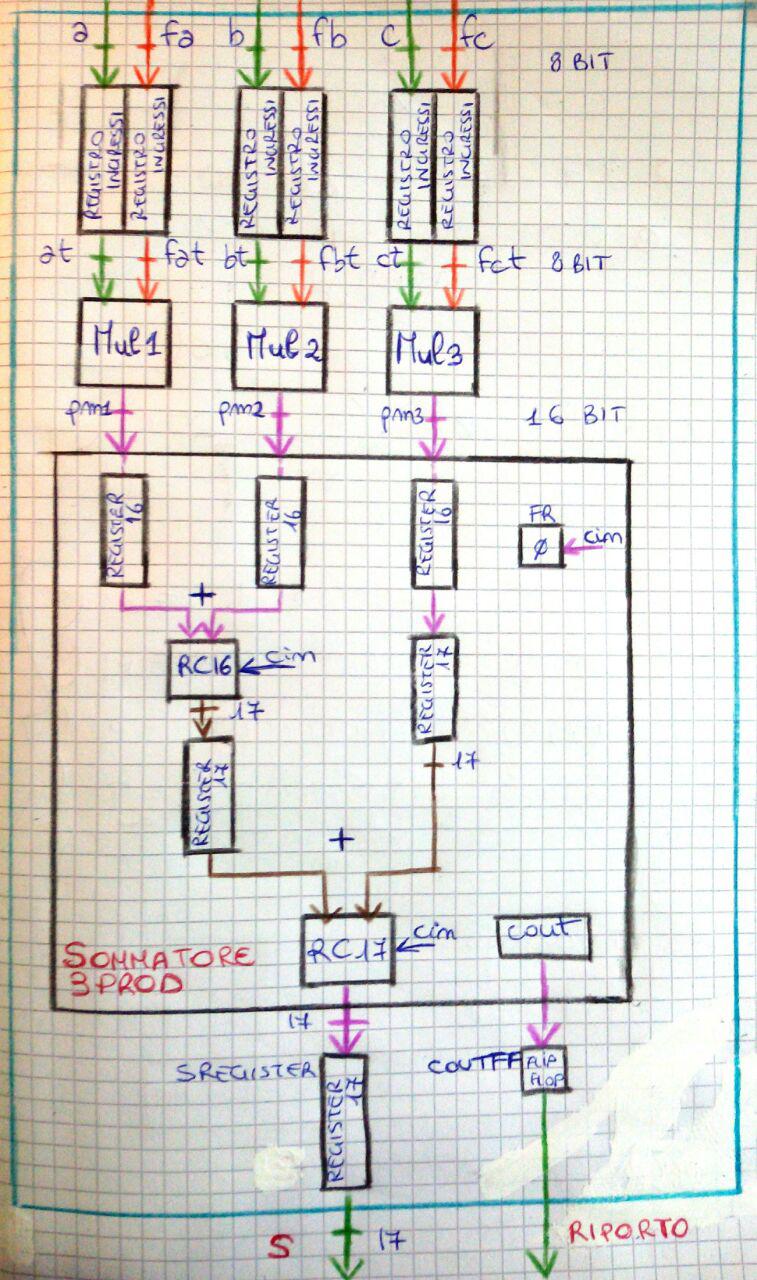 a fa b fb c fc
8 BIT
REGISTRO INGRESSI
REGISTRO INGRESSI
REGISTRO INGRESSI
REGISTRO INGRESSI
REGISTRO INGRESSI
REGISTRO INGRESSI
at fat bt fbt ct fct 8 BIT
Mul1 Mul2 Mul3
pm1 pm2 pm3 16 BIT
REGISTER 16
REGISTER 16
REGISTER 16
FR
ø cin
+
RC16 cin
REGISTER 17
17
17
REGISTER 17
+
RC17 cin
cout
SOMMATORE
3PROD
17
SREGISTER
REGISTER 17
COUTFF FLIP FLOP
S 17
RIPORTO